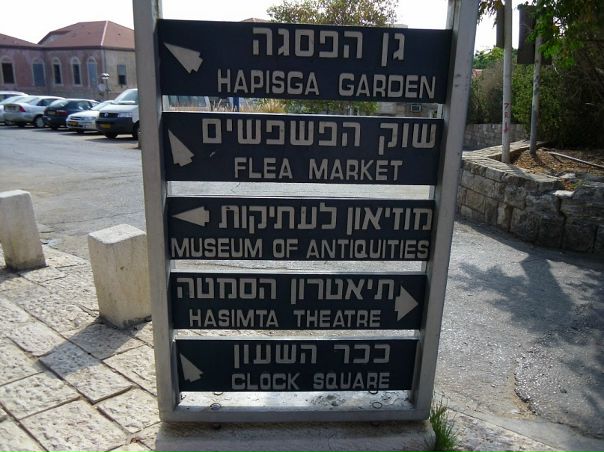 גן הפסגה
HAPISGA GARDEN
שוק הפשפשים
FLEA MARKET
מוזיאון לעתיקות
MUSEUM OF ANTIQUITIES
תיאטרון הסמטה
HASIMTA THEATRE
ככר השעון
CLOCK SQUARE